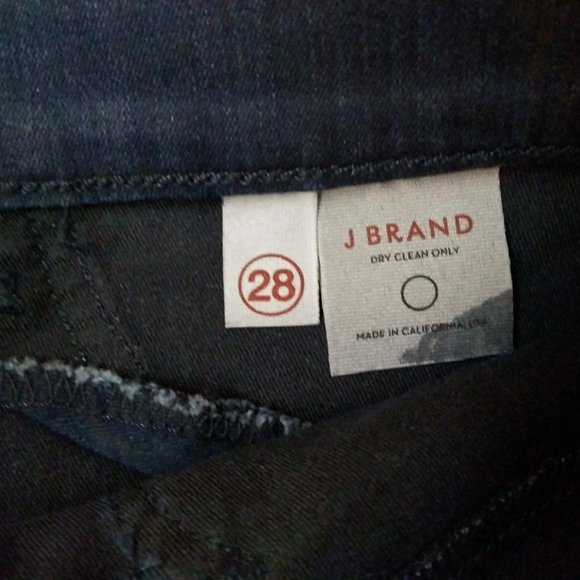 28
J BRAND
DRY CLEAN ONLY
MADE IN CALIFORNIA, USA